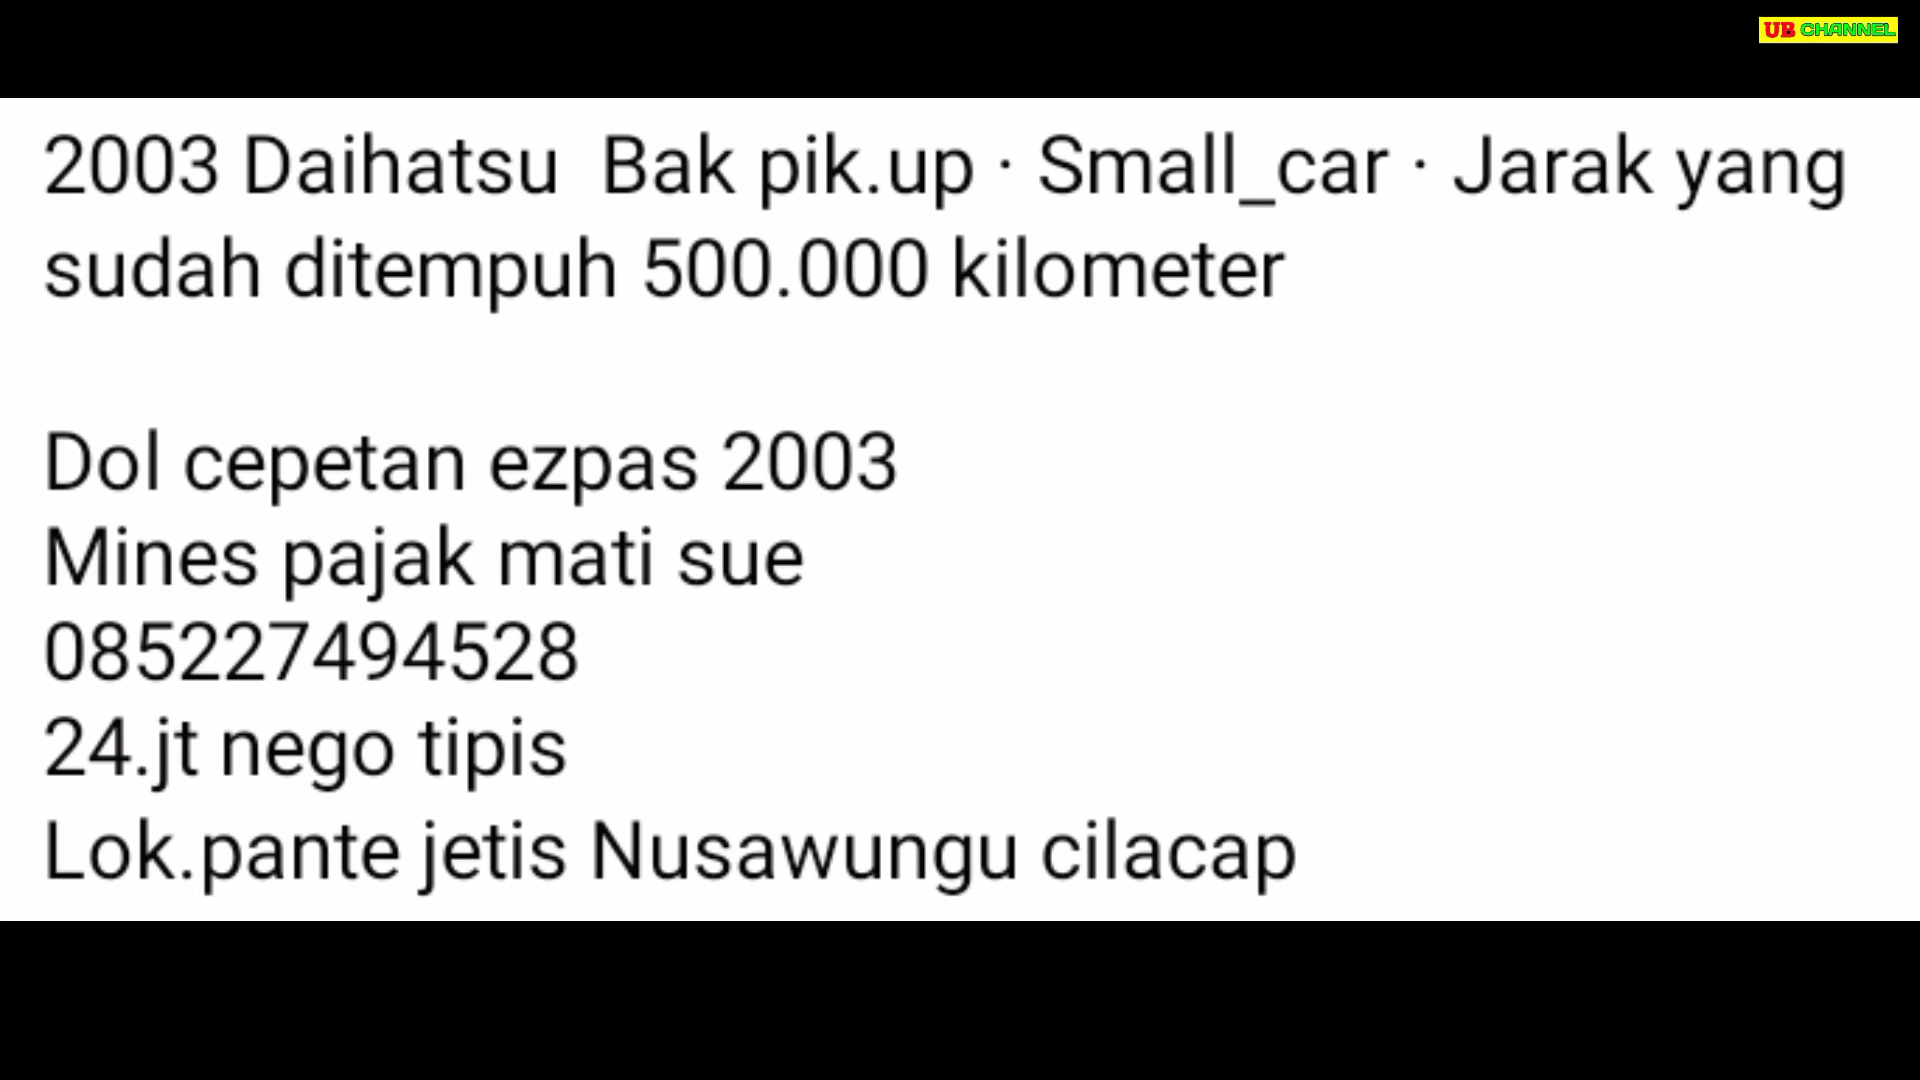 UB CHANNEL
2003 Daihatsu  Bak pik.up · Small_car · Jarak yang
sudah ditempuh 500.000 kilometer
Dol cepetan ezpas 2003
Mines pajak mati sue
085227494528
24.jt nego tipis
Lok.pante jetis Nusawungu cilacap